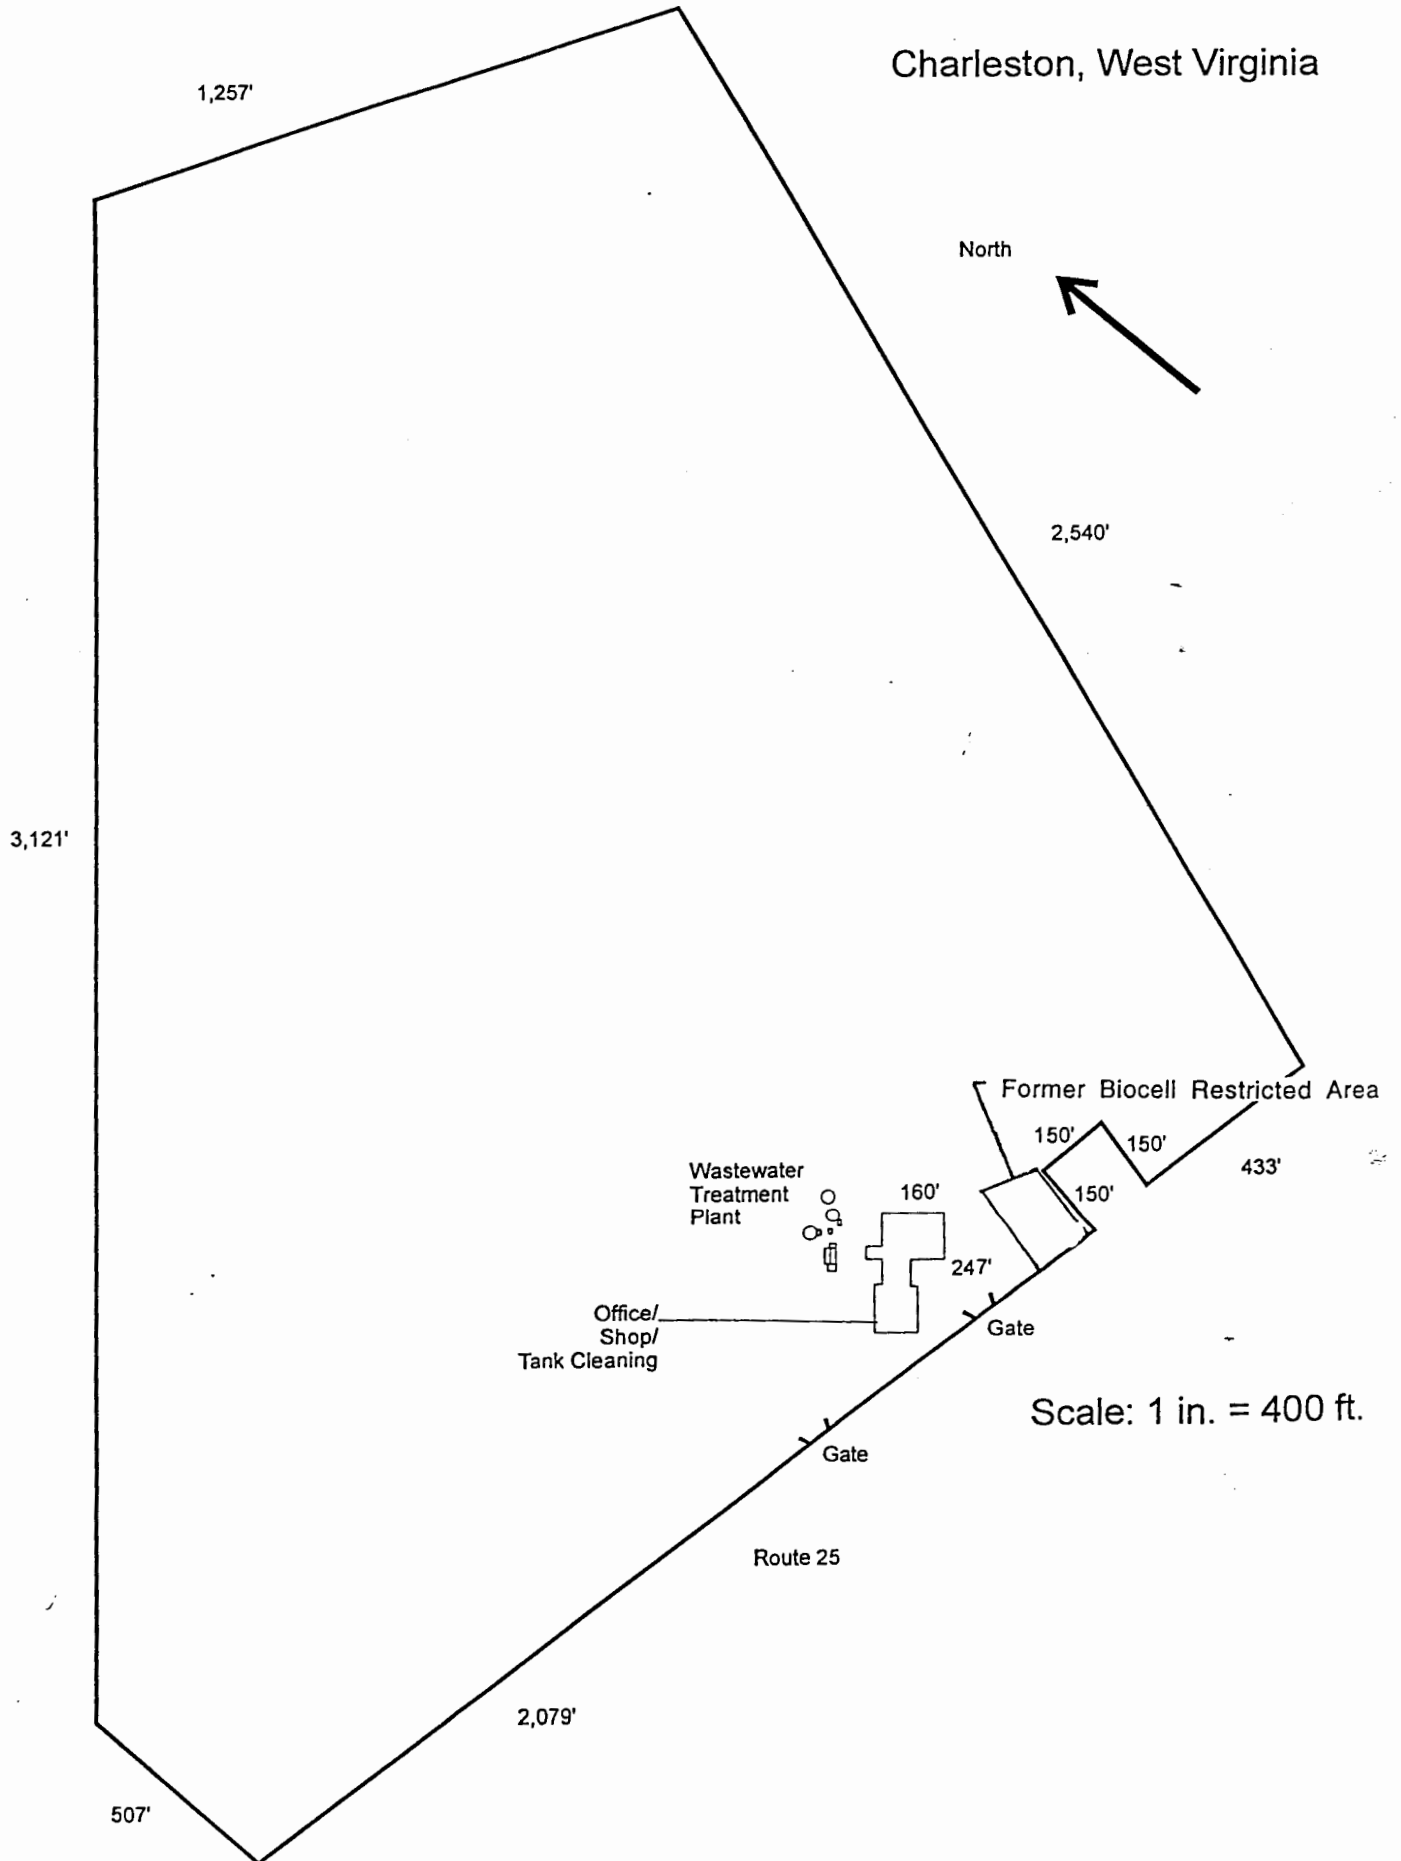 Charleston, West Virginia
1,257'
North
2,540'
3,121'
Former Biocell Restricted Area
150'
150'
433'
Wastewater
Treatment
Plant
160'
150'
247'
Office/
Shop/
Tank Cleaning
Gate
Scale: 1 in. = 400 ft.
Gate
Route 25
2,079'
507'